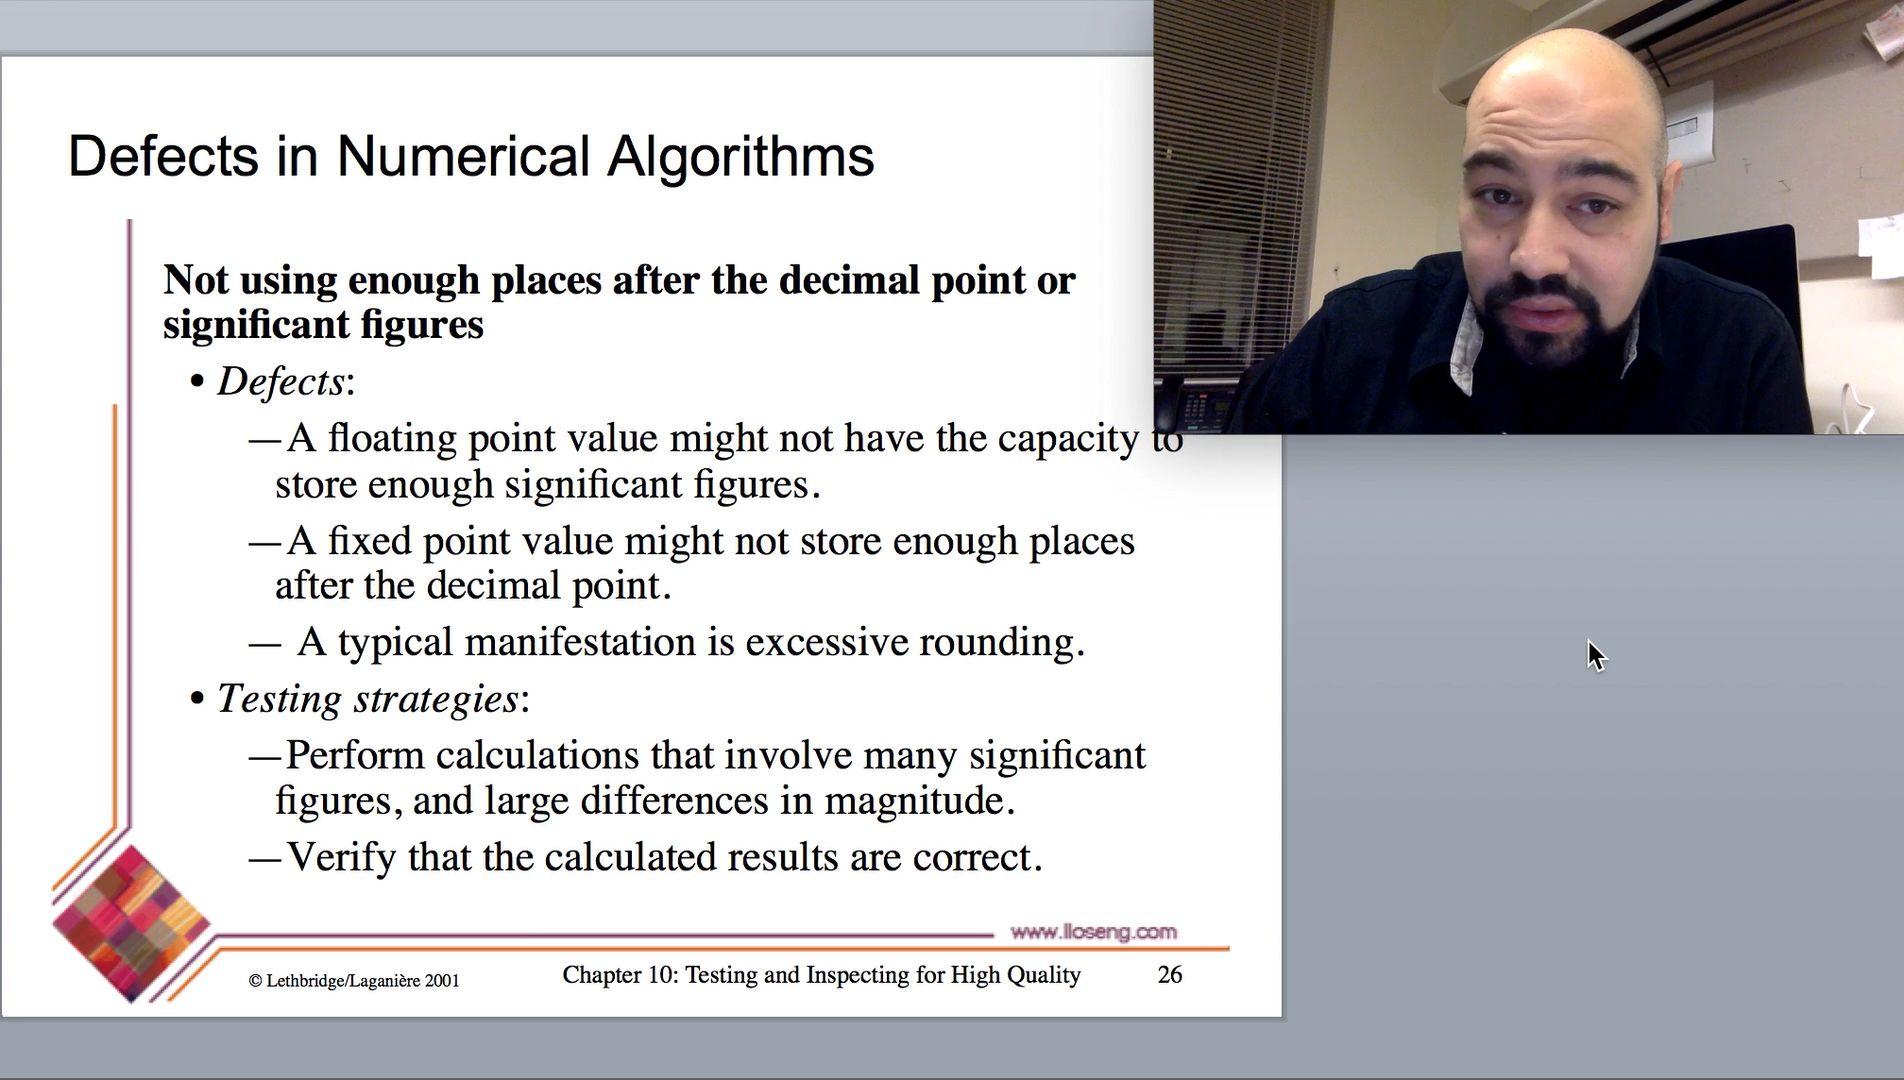 Defects in Numerical Algorithms
Not using enough places after the decimal point or
significant figures
• Defects:
—A floating point value might not have the capacity to
store enough significant figures.
—A fixed point value might not store enough places
after the decimal point.
— A typical manifestation is excessive rounding.
• Testing strategies:
—Perform calculations that involve many significant
figures, and large differences in magnitude.
—Verify that the calculated results are correct.
www.lloseng.com
© Lethbridge/Laganière 2001
Chapter 10: Testing and Inspecting for High Quality
26